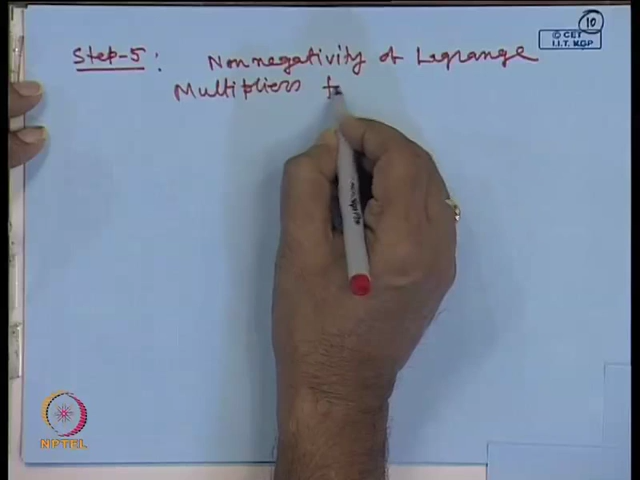 10
© CET
I.I.T. KGP
Step-5: Nonnegativity of Lagrange
Multipliers f
NPTEL